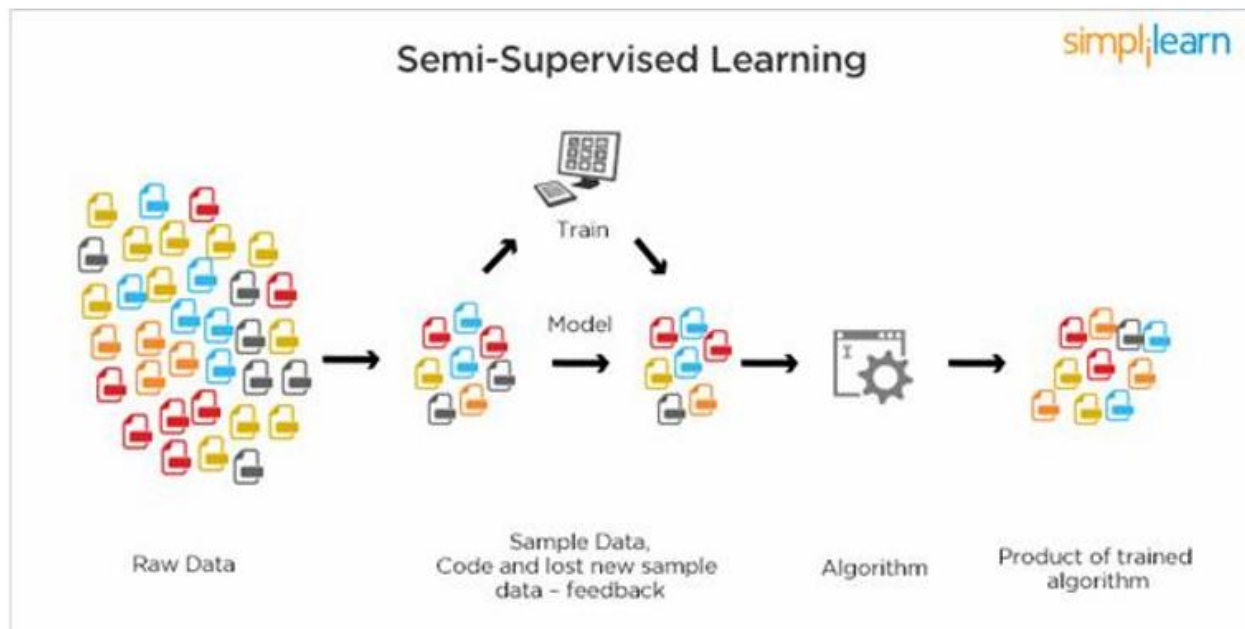 Semi-Supervised Learning
simplilearn
Train
Model
Raw Data
Sample Data,
Code and lost new sample
data – feedback
Algorithm
Product of trained
algorithm